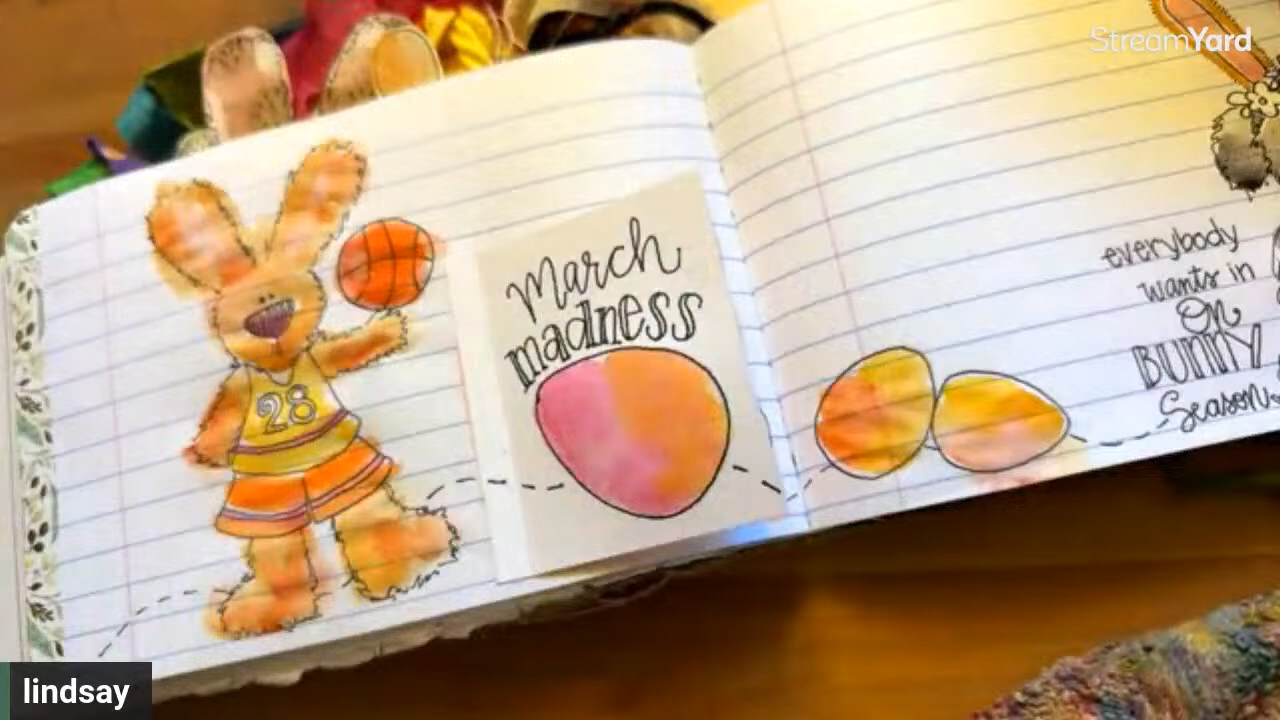 StreamYard
28
March
madness
everybody
wants in
On
BUNNY
Season
lindsay